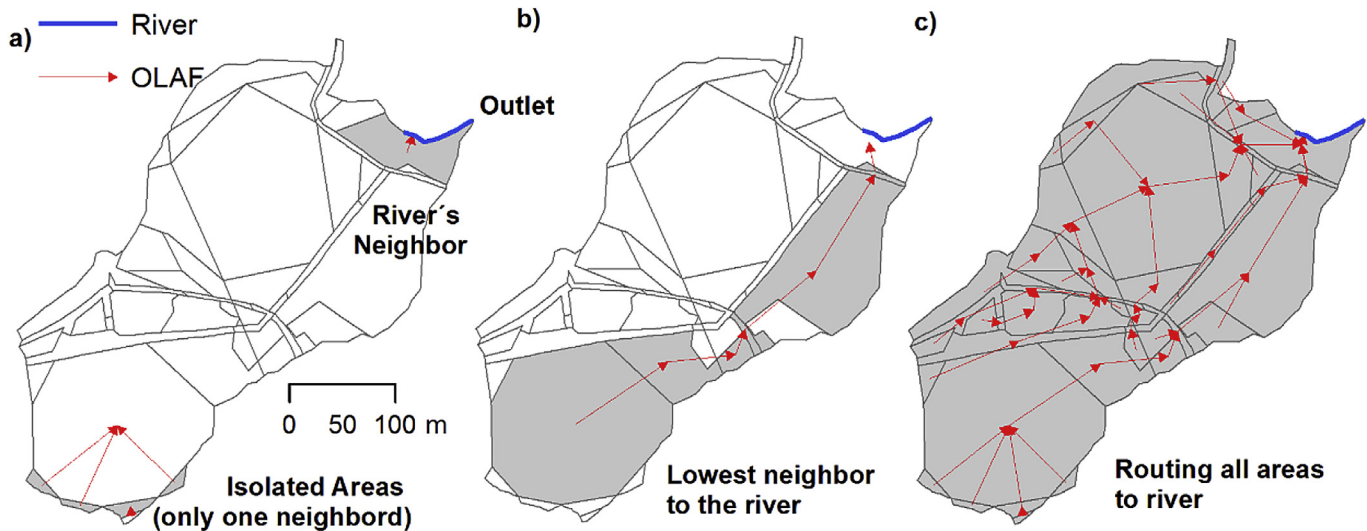 a)
River
OLAF
Outlet
River´s
Neighbor
0 50 100 m
Isolated Areas
(only one neighbord)
b)
Lowest neighbor
to the river
c)
Routing all areas
to river